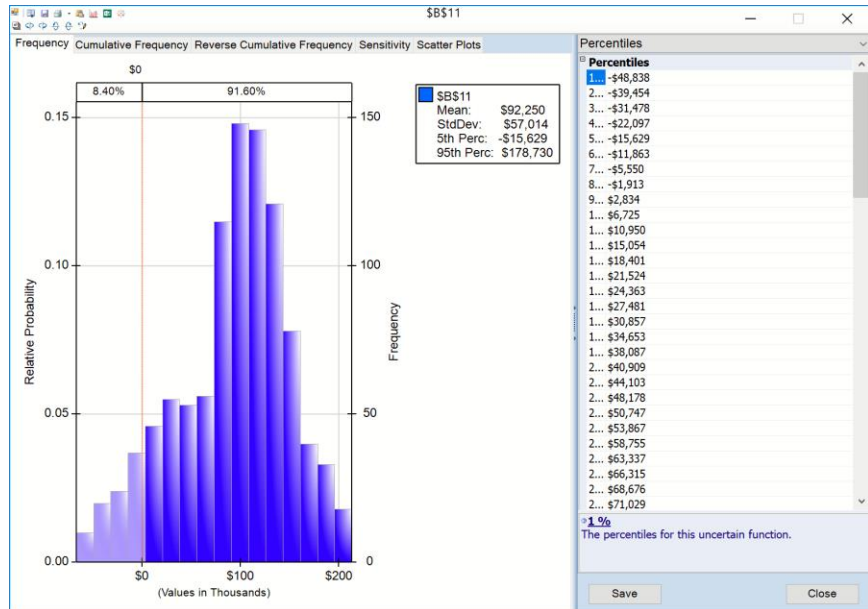 $B$11
Frequency Cumulative Frequency Reverse Cumulative Frequency Sensitivity Scatter Plots
$0
8.40% 91.60%
0.15
0.10
0.05
0.00
Relative Probability
150
100
50
0
Frequency
$0 $100 $200
(Values in Thousands)
$B$11
Mean: $92,250
StdDev: $57,014
5th Perc: -$15,629
95th Perc: $178,730
Percentiles
Percentiles
1... -$48,838
2... -$39,454
3... -$31,478
4... -$22,097
5... -$15,629
6... -$11,863
7... -$5,550
8... -$1,913
9... $2,834
1... $6,725
1... $10,950
1... $15,054
1... $18,401
1... $21,524
1... $24,363
1... $27,481
1... $30,857
1... $34,653
1... $38,087
2... $40,909
2... $44,103
2... $48,178
2... $50,747
2... $53,867
2... $58,755
2... $63,337
2... $66,315
2... $68,676
2... $71,029
1 %
The percentiles for this uncertain function.
Save Close